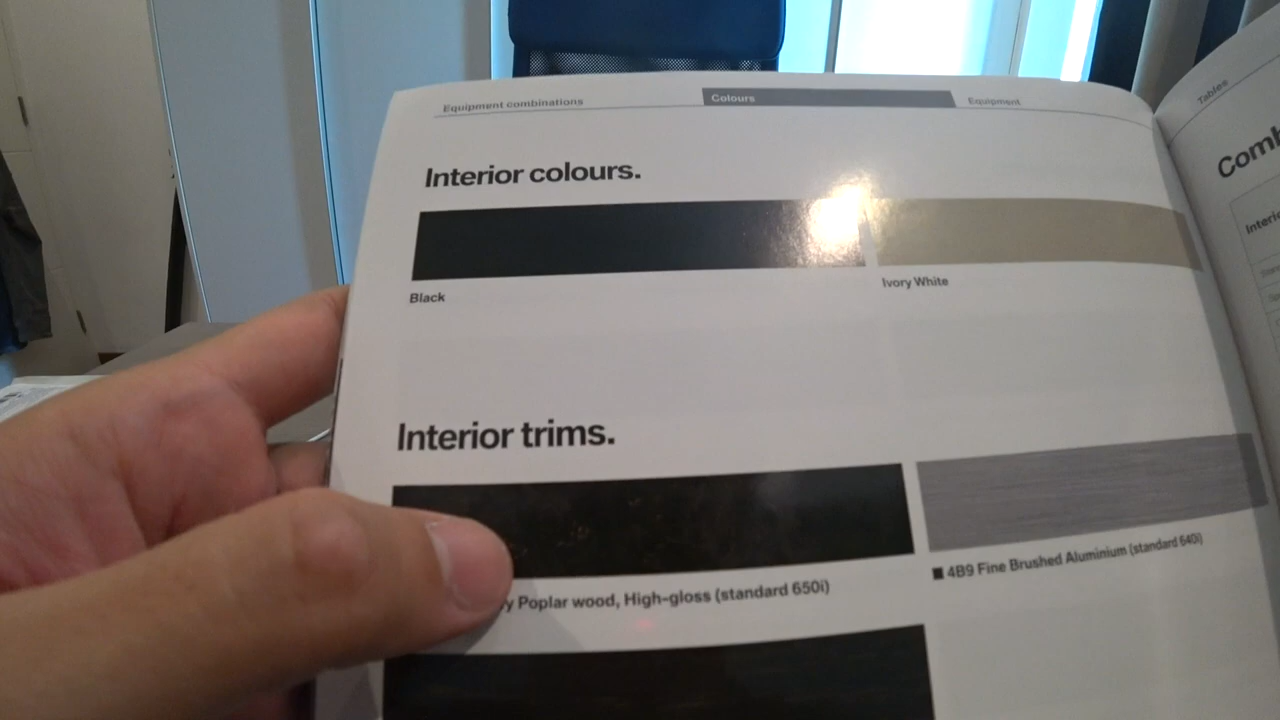 Equipment combinations
Colours
Equipment
Tables
Interior colours.
Black
Ivory White
Interior trims.
Poplar wood, High-gloss (standard 650i)
■ 4B9 Fine Brushed Aluminium (standard 640i)